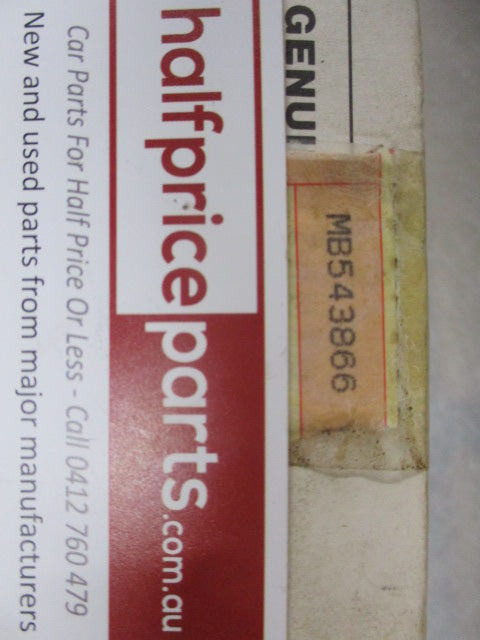 GENUI
MB543866
halfpriceparts.com.au
Car Parts For Half Price Or Less - Call 0412 760 479
New and used parts from major manufacturers